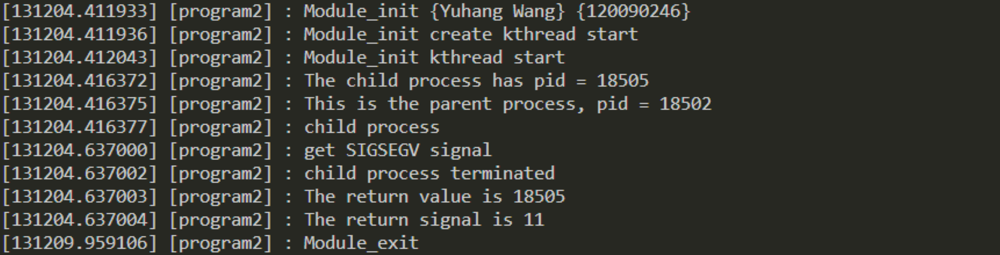 [131204.411933] [program2] : Module_init {Yuhang Wang} {120090246}
[131204.411936] [program2] : Module_init create kthread start
[131204.412043] [program2] : Module_init kthread start
[131204.416372] [program2] : The child process has pid = 18505
[131204.416375] [program2] : This is the parent process, pid = 18502
[131204.416377] [program2] : child process
[131204.637000] [program2] : get SIGSEGV signal
[131204.637002] [program2] : child process terminated
[131204.637003] [program2] : The return value is 18505
[131204.637004] [program2] : The return signal is 11
[131209.959106] [program2] : Module_exit